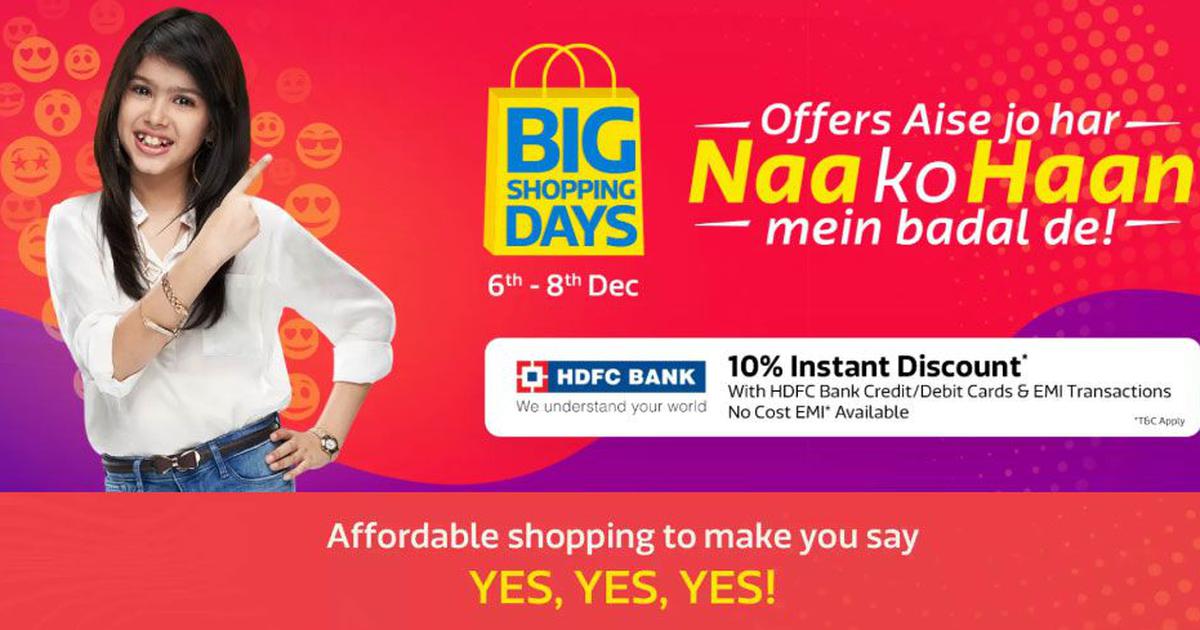 BIG
SHOPPING
DAYS
6th - 8th Dec
Offers Aise jo har
Naa ko Haan
mein badal de!
HDFC BANK
We understand your world
10% Instant Discount*
With HDFC Bank Credit/Debit Cards & EMI Transactions
No Cost EMI* Available
*T&C Apply
Affordable shopping to make you say
YES, YES, YES!